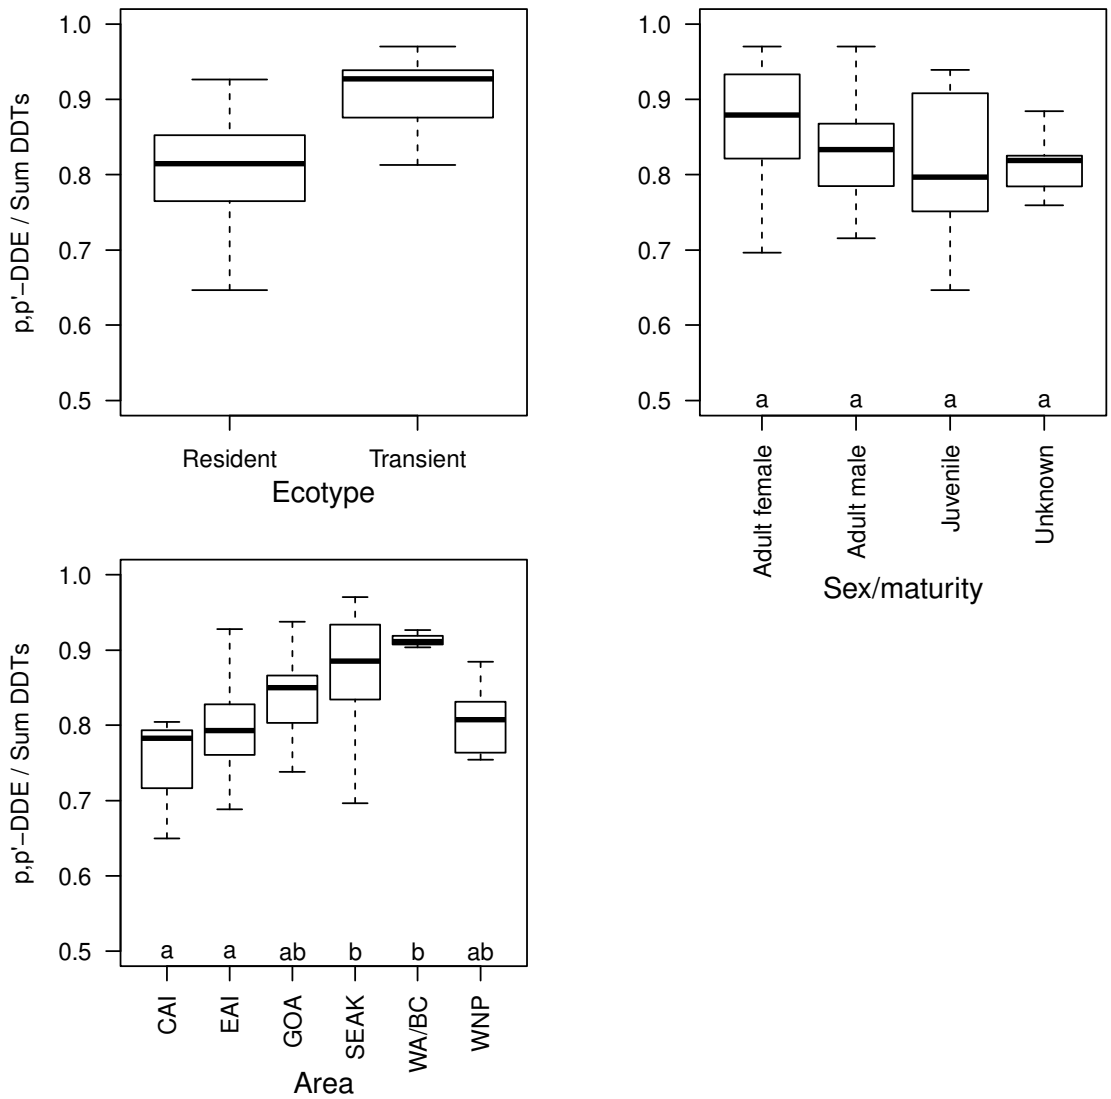 p,p'−DDE / Sum DDTs
1.0
0.9
0.8
0.7
0.6
0.5
Resident Transient
Ecotype
1.0
0.9
0.8
0.7
0.6
0.5
a a a a
Adult female
Adult male
Juvenile
Unknown
Sex/maturity
p,p'−DDE / Sum DDTs
1.0
0.9
0.8
0.7
0.6
0.5
a a ab b b ab
CAI
EAI
GOA
SEAK
WA/BC
WNP
Area